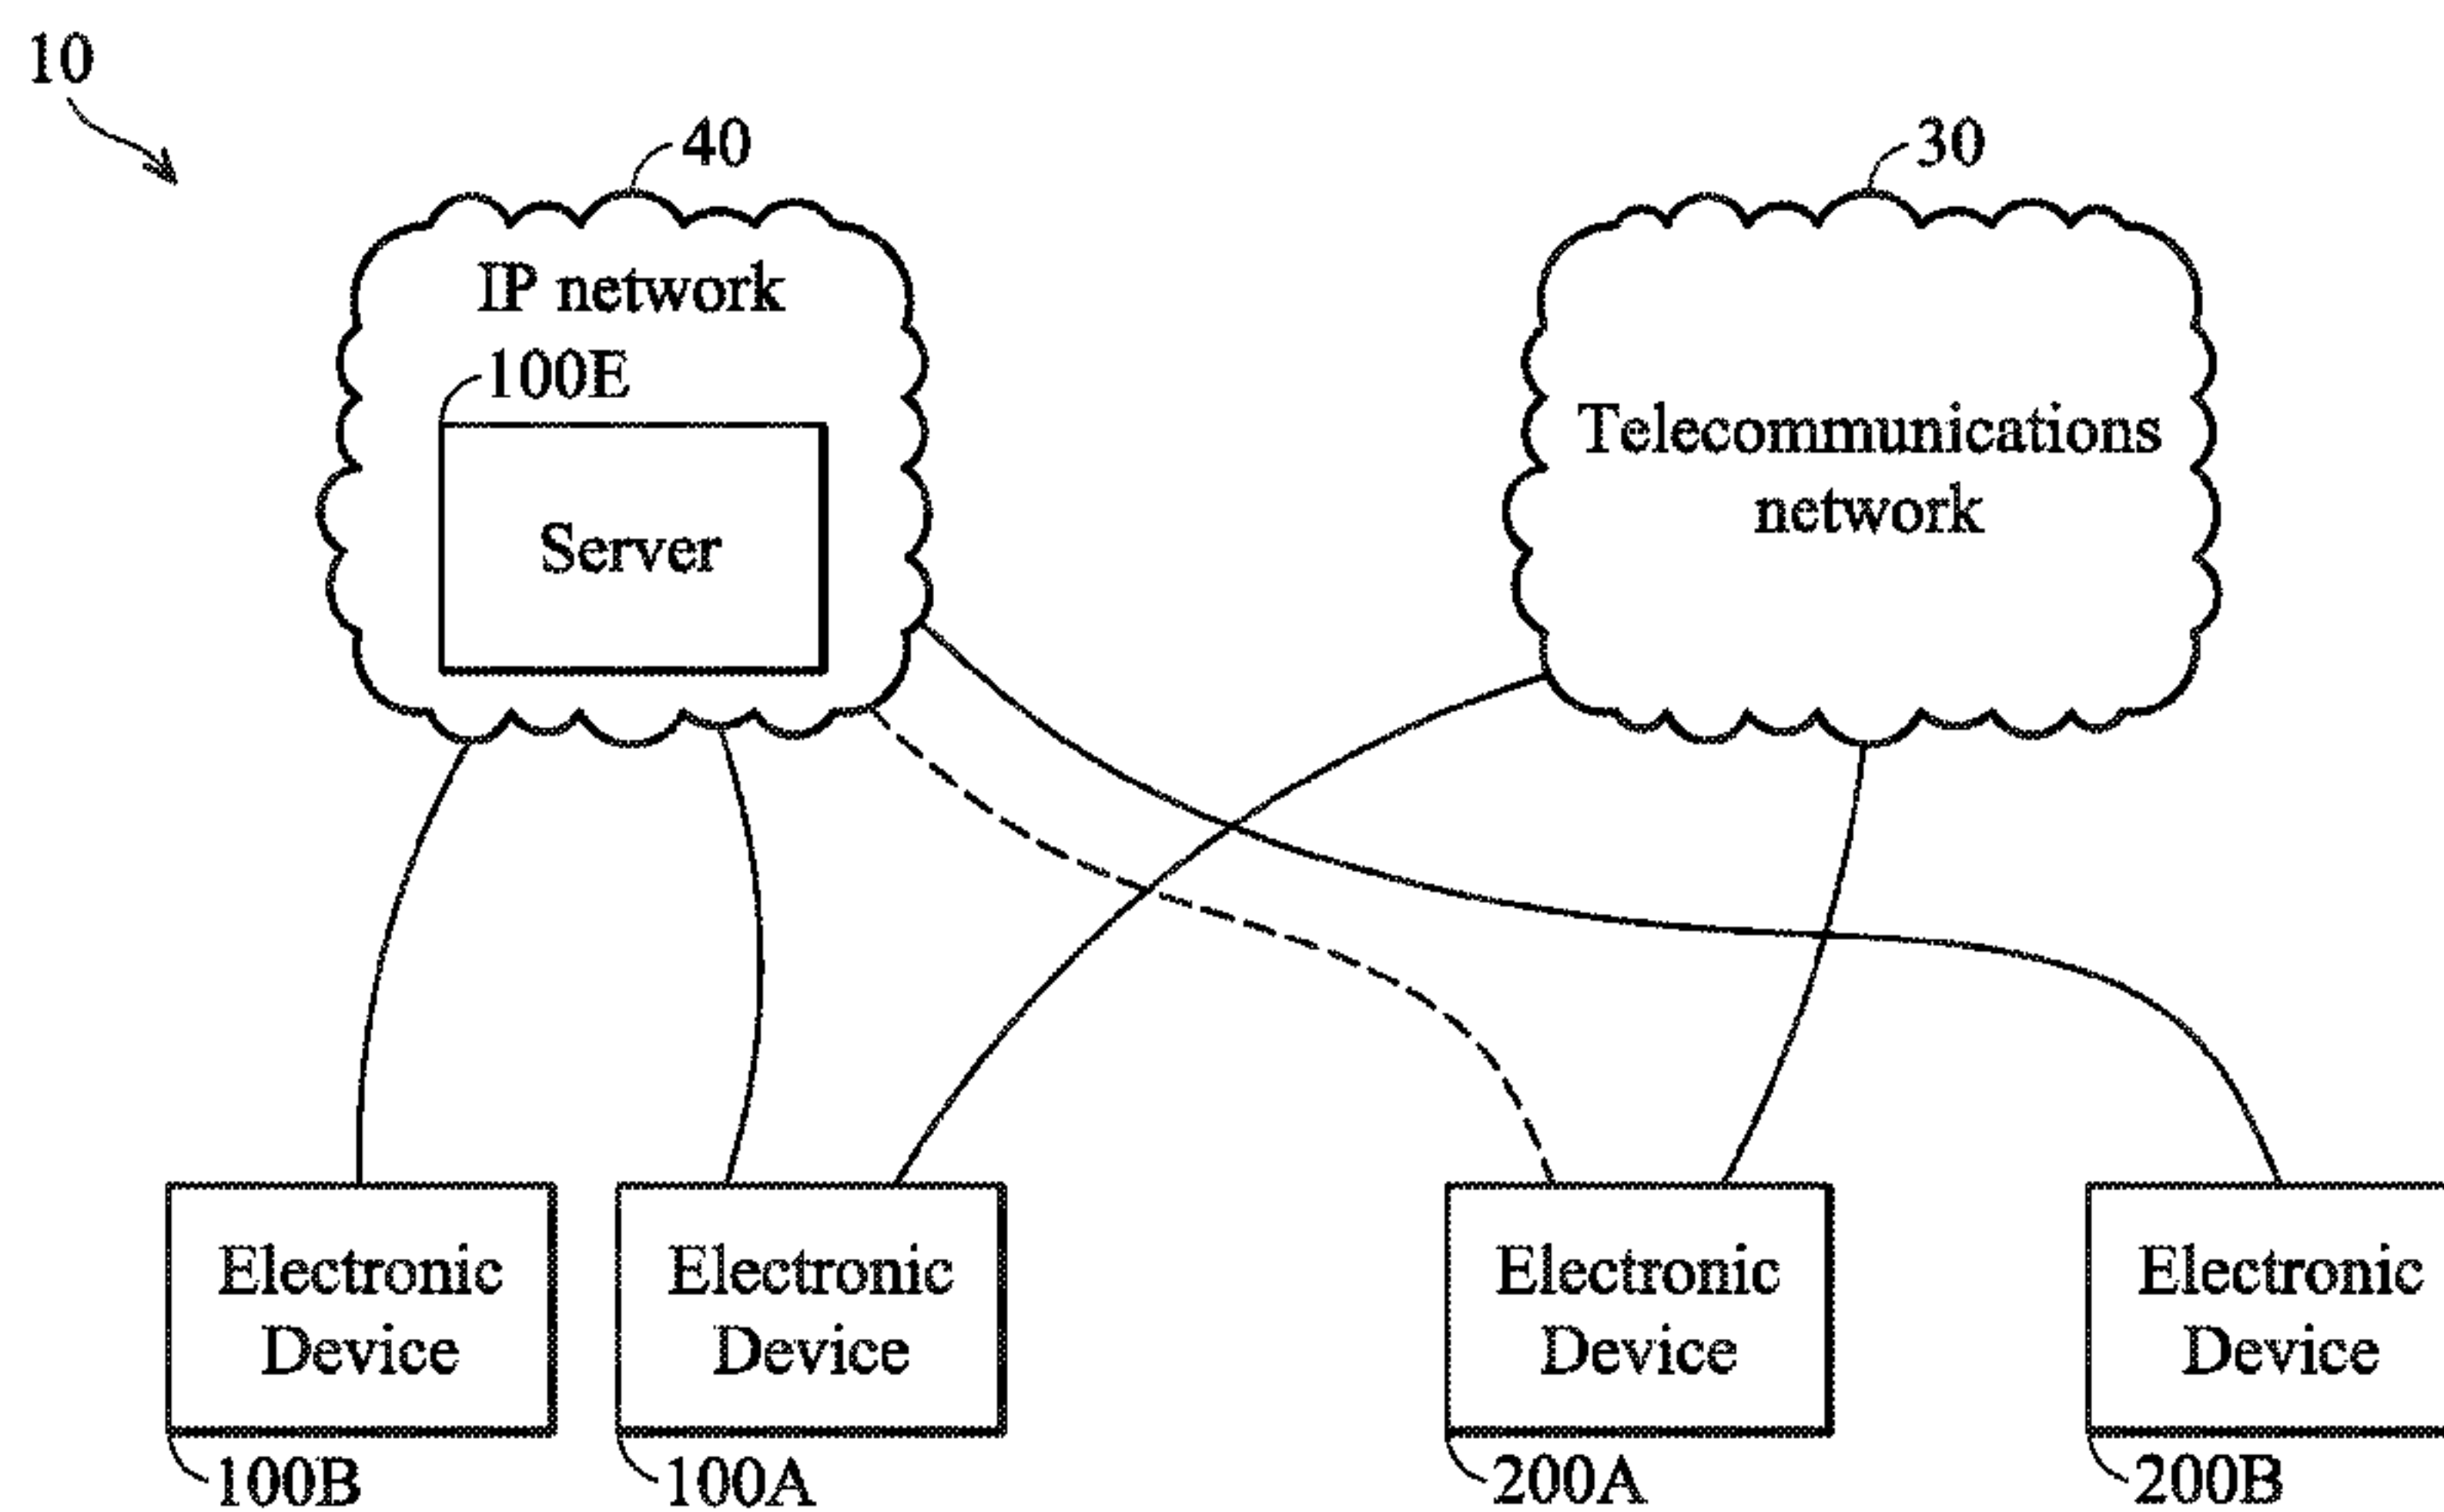 10
40
30
IP network
100E
Server
Telecommunications
network
Electronic
Device
100B
Electronic
Device
100A
Electronic
Device
200A
Electronic
Device
200B